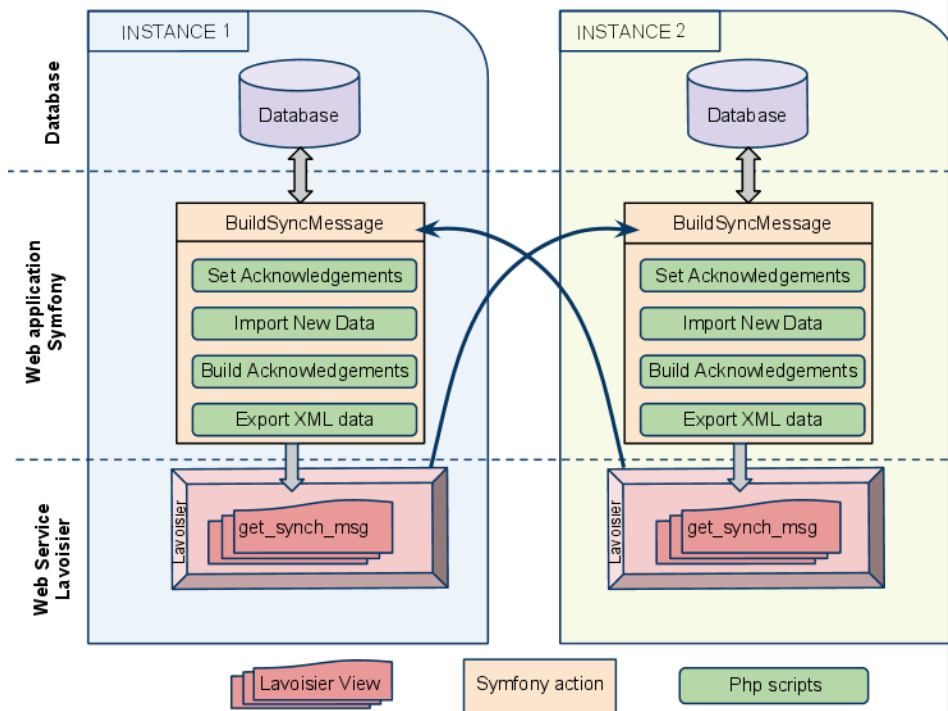 INSTANCE 1
INSTANCE 2
Database
Database
Database
Web application
Symfony
BuildSyncMessage
Set Acknowledgements
Import New Data
Build Acknowledgements
Export XML data
BuildSyncMessage
Set Acknowledgements
Import New Data
Build Acknowledgements
Export XML data
Web Service
Lavoisier
Lavoisier
get_synch_msg
Lavoisier
get_synch_msg
Lavoisier View
Symfony action
Php scripts